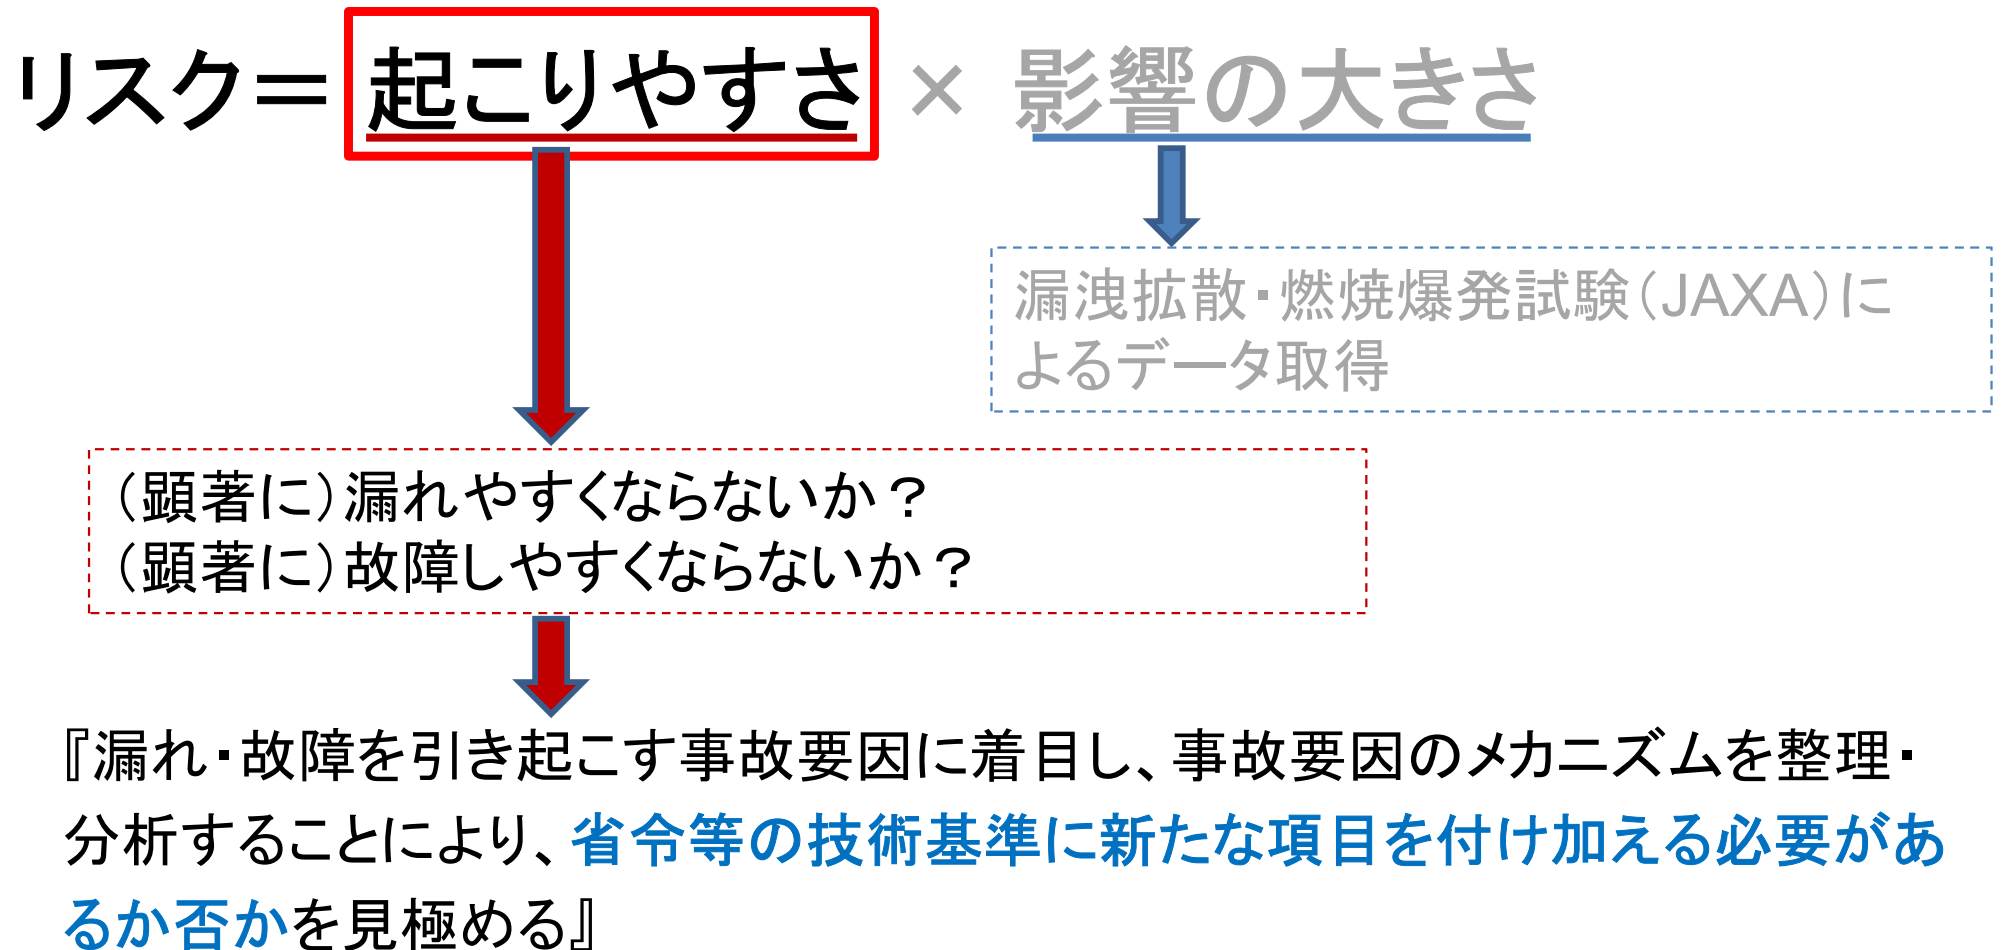 リスク＝ 起こりやすさ × 影響の大きさ
漏洩拡散・燃焼爆発試験（JAXA）に
よるデータ取得
（顕著に）漏れやすくならないか？
（顕著に）故障しやすくならないか？
『漏れ・故障を引き起こす事故要因に着目し、事故要因のメカニズムを整理・
分析することにより、省令等の技術基準に新たな項目を付け加える必要があ
るか否かを見極める』